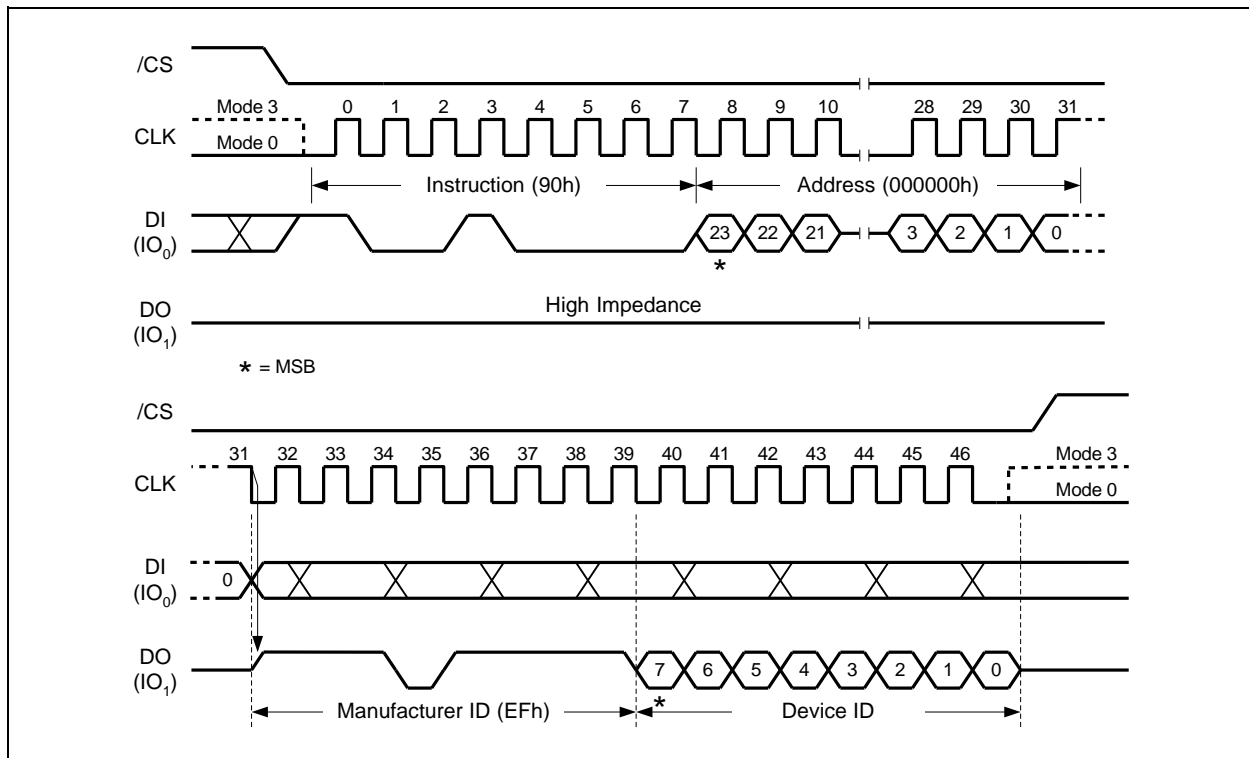 /CS
Mode 3 0 1 2 3 4 5 6 7 8 9 10 28 29 30 31
CLK
Mode 0
Instruction (90h) Address (000000h)
DI
(IO0)
23 22 21 3 2 1 0
*
DO
(IO1)
High Impedance
* = MSB
/CS
31 32 33 34 35 36 37 38 39 40 41 42 43 44 45 46 Mode 3
CLK
Mode 0
DI
(IO0)
0
DO
(IO1)
7 6 5 4 3 2 1 0
*
Manufacturer ID (EFh) Device ID